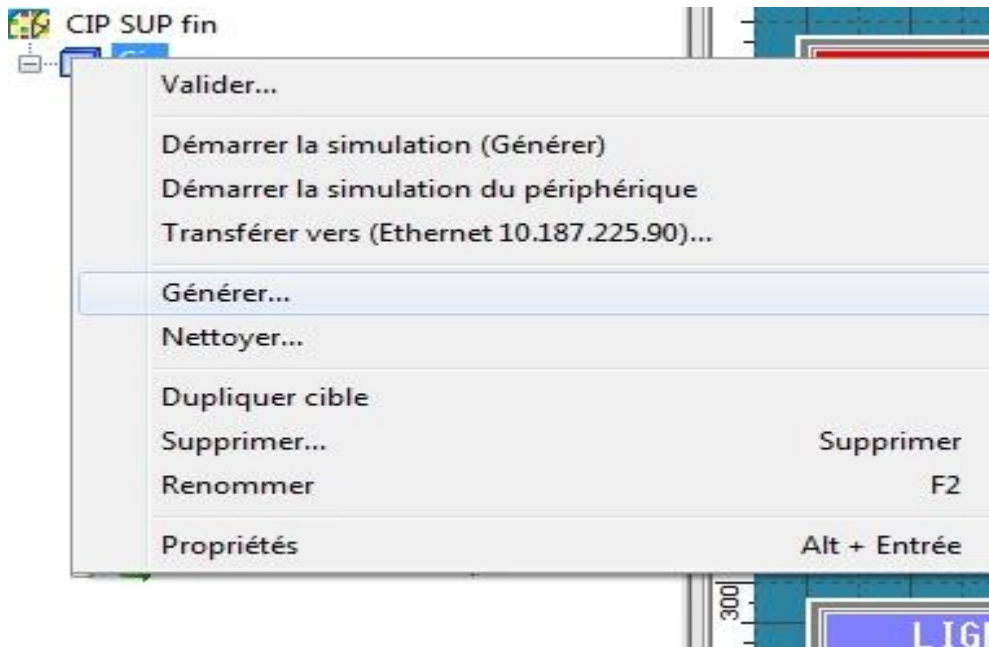 CIP SUP fin
Valider...
Démarrer la simulation (Générer)
Démarrer la simulation du périphérique
Transférer vers (Ethernet 10.187.225.90)...
Générer...
Nettoyer...
Dupliquer cible
Supprimer... Supprimer
Renommer F2
Propriétés Alt + Entrée
300